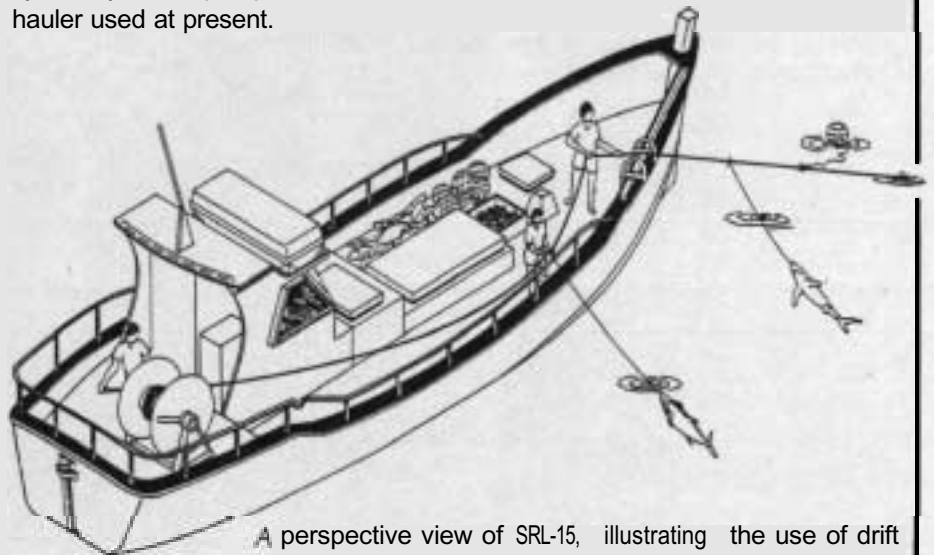 hauler used at present.
A perspective view of SRL-15, illustrating the use of drift